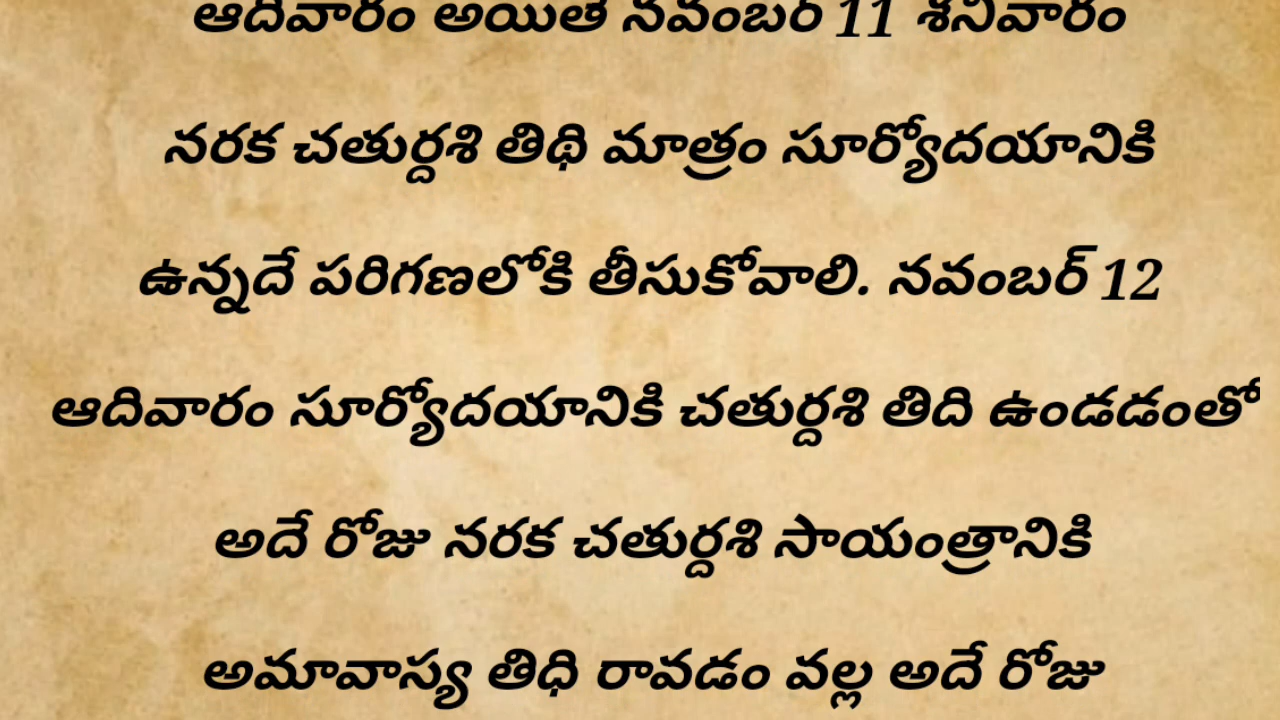 ఆదివారం అయితే నవంబర్ 11 శనివారం
నరక చతుర్దశి తిథి మాత్రం సూర్యోదయానికి
ఉన్నదే పరిగణలోకి తీసుకోవాలి. నవంబర్ 12
ఆదివారం సూర్యోదయానికి చతుర్దశి తిది ఉండడంతో
అదే రోజు నరక చతుర్దశి సాయంత్రానికి
అమావాస్య తిధి రావడం వల్ల అదే రోజు